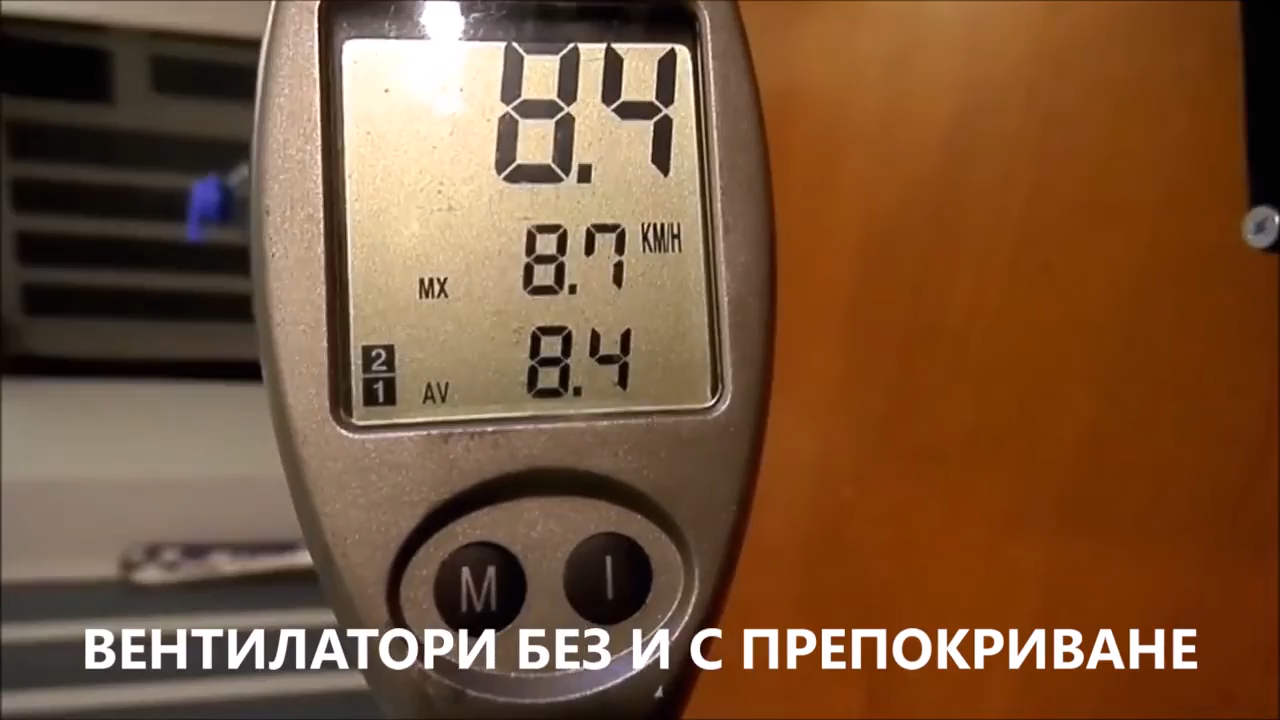 8.4
8.7 KM/H
MX
8.4
2
1 AV
M I
ВЕНТИЛАТОРИ БЕЗ И С ПРЕПОКРИВАНЕ